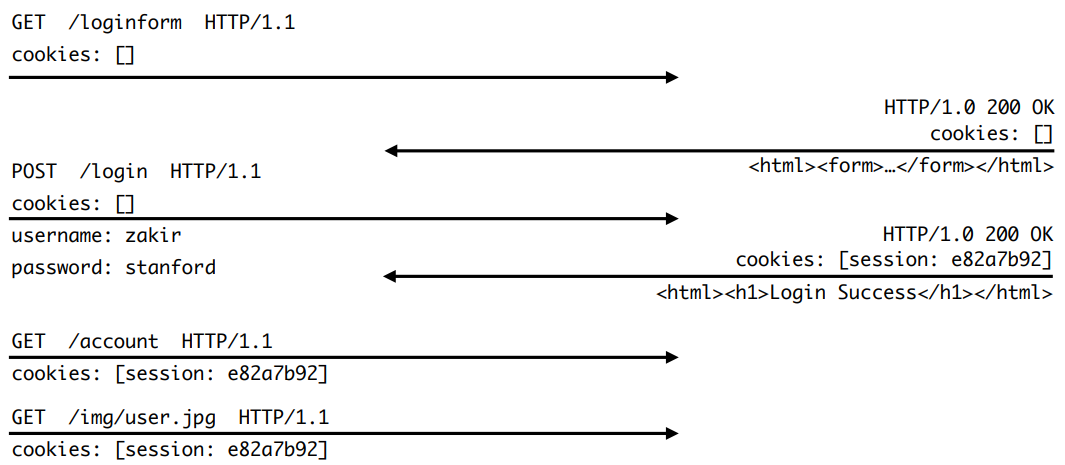 GET /loginform HTTP/1.1
cookies: []
HTTP/1.0 200 OK
cookies: []
<html><form>…</form></html>
POST /login HTTP/1.1
cookies: []
username: zakir
password: stanford
HTTP/1.0 200 OK
cookies: [session: e82a7b92]
<html><h1>Login Success</h1></html>
GET /account HTTP/1.1
cookies: [session: e82a7b92]
GET /img/user.jpg HTTP/1.1
cookies: [session: e82a7b92]